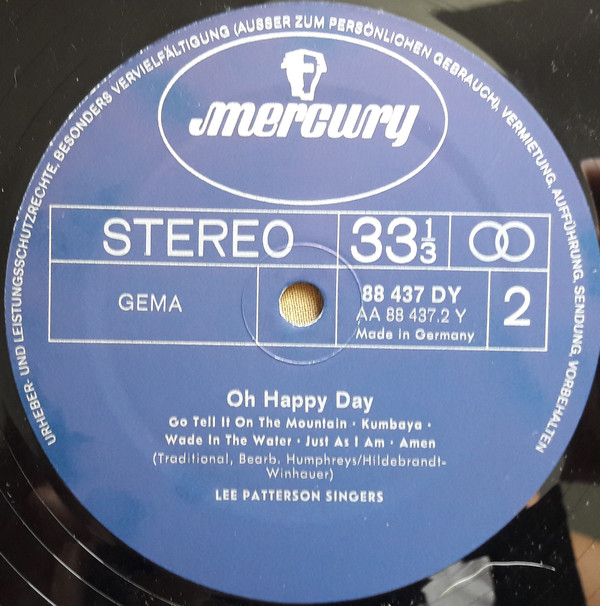 URHEBER- UND LEISTUNGSSCHUTZRECHTE, BESONDERS VERVIELFÄLTIGUNG (AUSSER ZUM PERSÖNLICHEN GEBRAUCH), VERMIETUNG, AUFFÜHRUNG, SENDUNG, VORBEHALTEN
mercury
STEREO 33 1/3
GEMA
88 437 DY
AA 88 437.2 Y
Made in Germany
2
Oh Happy Day
Go Tell It On The Mountain · Kumbaya ·
Wade In The Water · Just As I Am · Amen
(Traditional, Bearb. Humphreys/Hildebrandt-
Winhauer)
LEE PATTERSON SINGERS